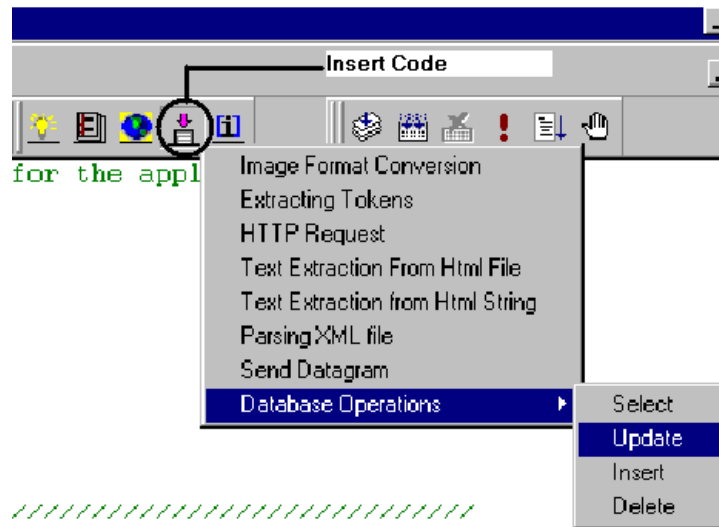 Insert Code
for the appl
Image Format Conversion
Extracting Tokens
HTTP Request
Text Extraction From Html File
Text Extraction from Html String
Parsing XML file
Send Datagram
Database Operations
Select
Update
Insert
Delete
////////////////////////////////